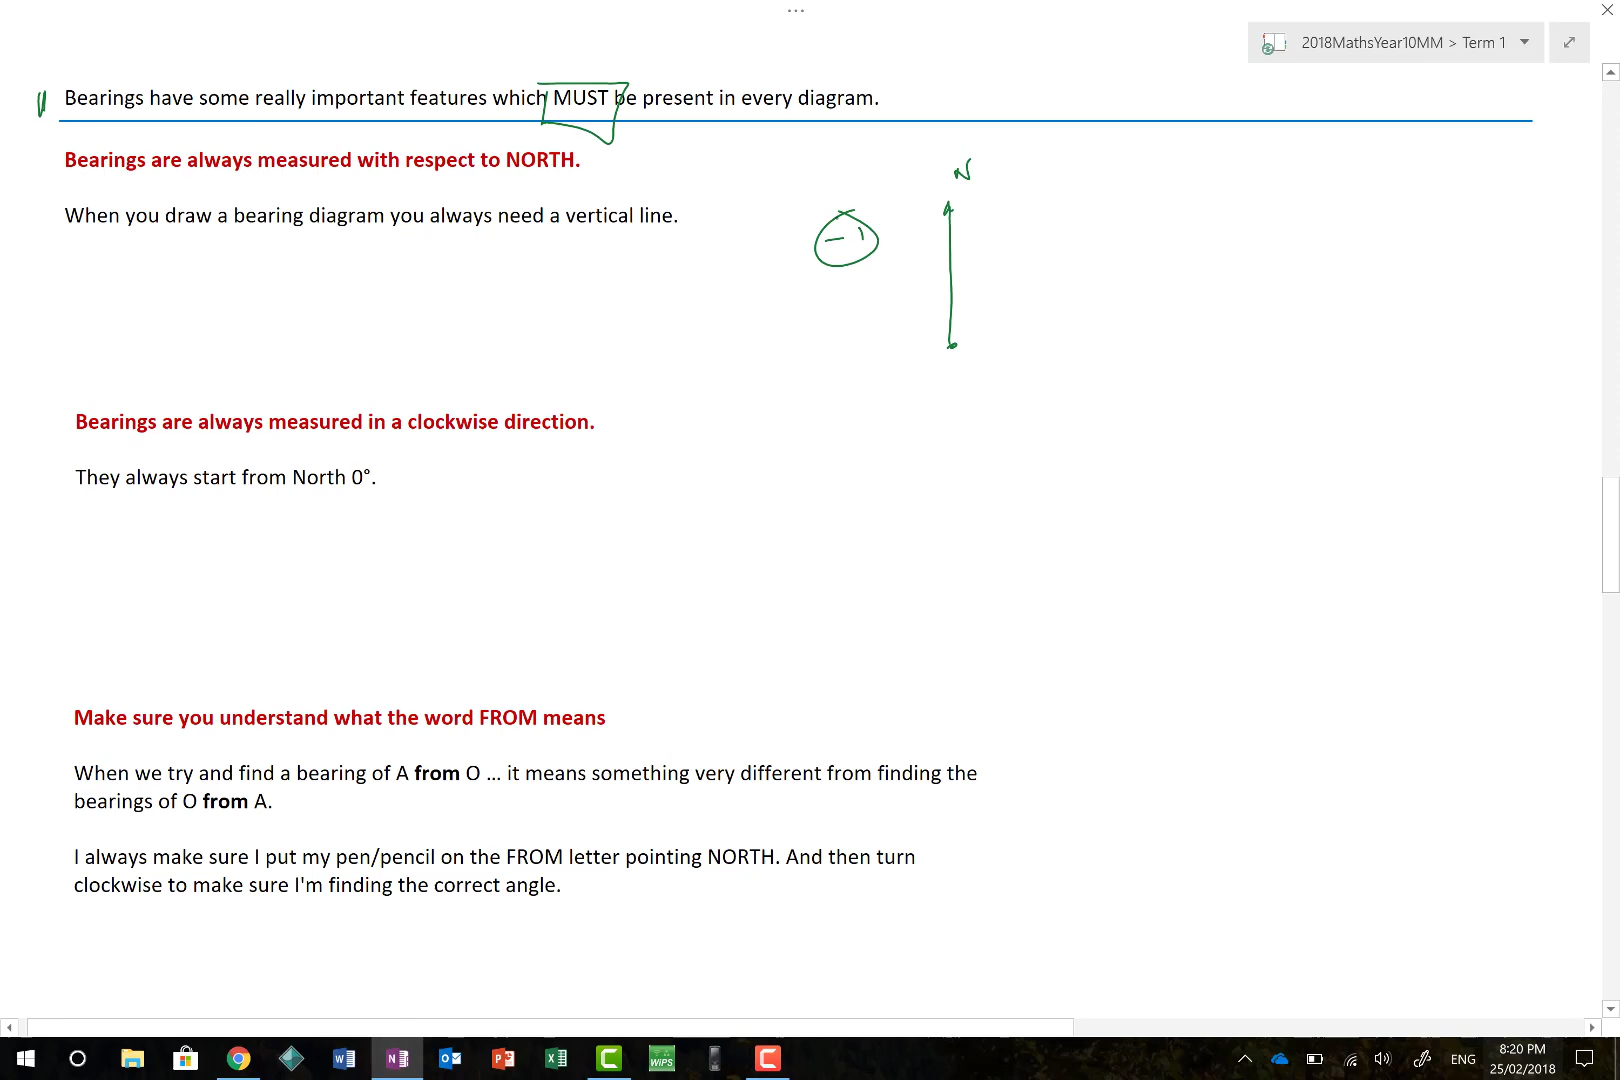 2018MathsYear10MM > Term 1
Bearings have some really important features which MUST be present in every diagram.
Bearings are always measured with respect to NORTH.
N
When you draw a bearing diagram you always need a vertical line.
-1
Bearings are always measured in a clockwise direction.
They always start from North 0°.
Make sure you understand what the word FROM means
When we try and find a bearing of A from O ... it means something very different from finding the
bearings of O from A.
I always make sure I put my pen/pencil on the FROM letter pointing NORTH. And then turn
clockwise to make sure I'm finding the correct angle.
WiPS
ENG
8:20 PM
25/02/2018